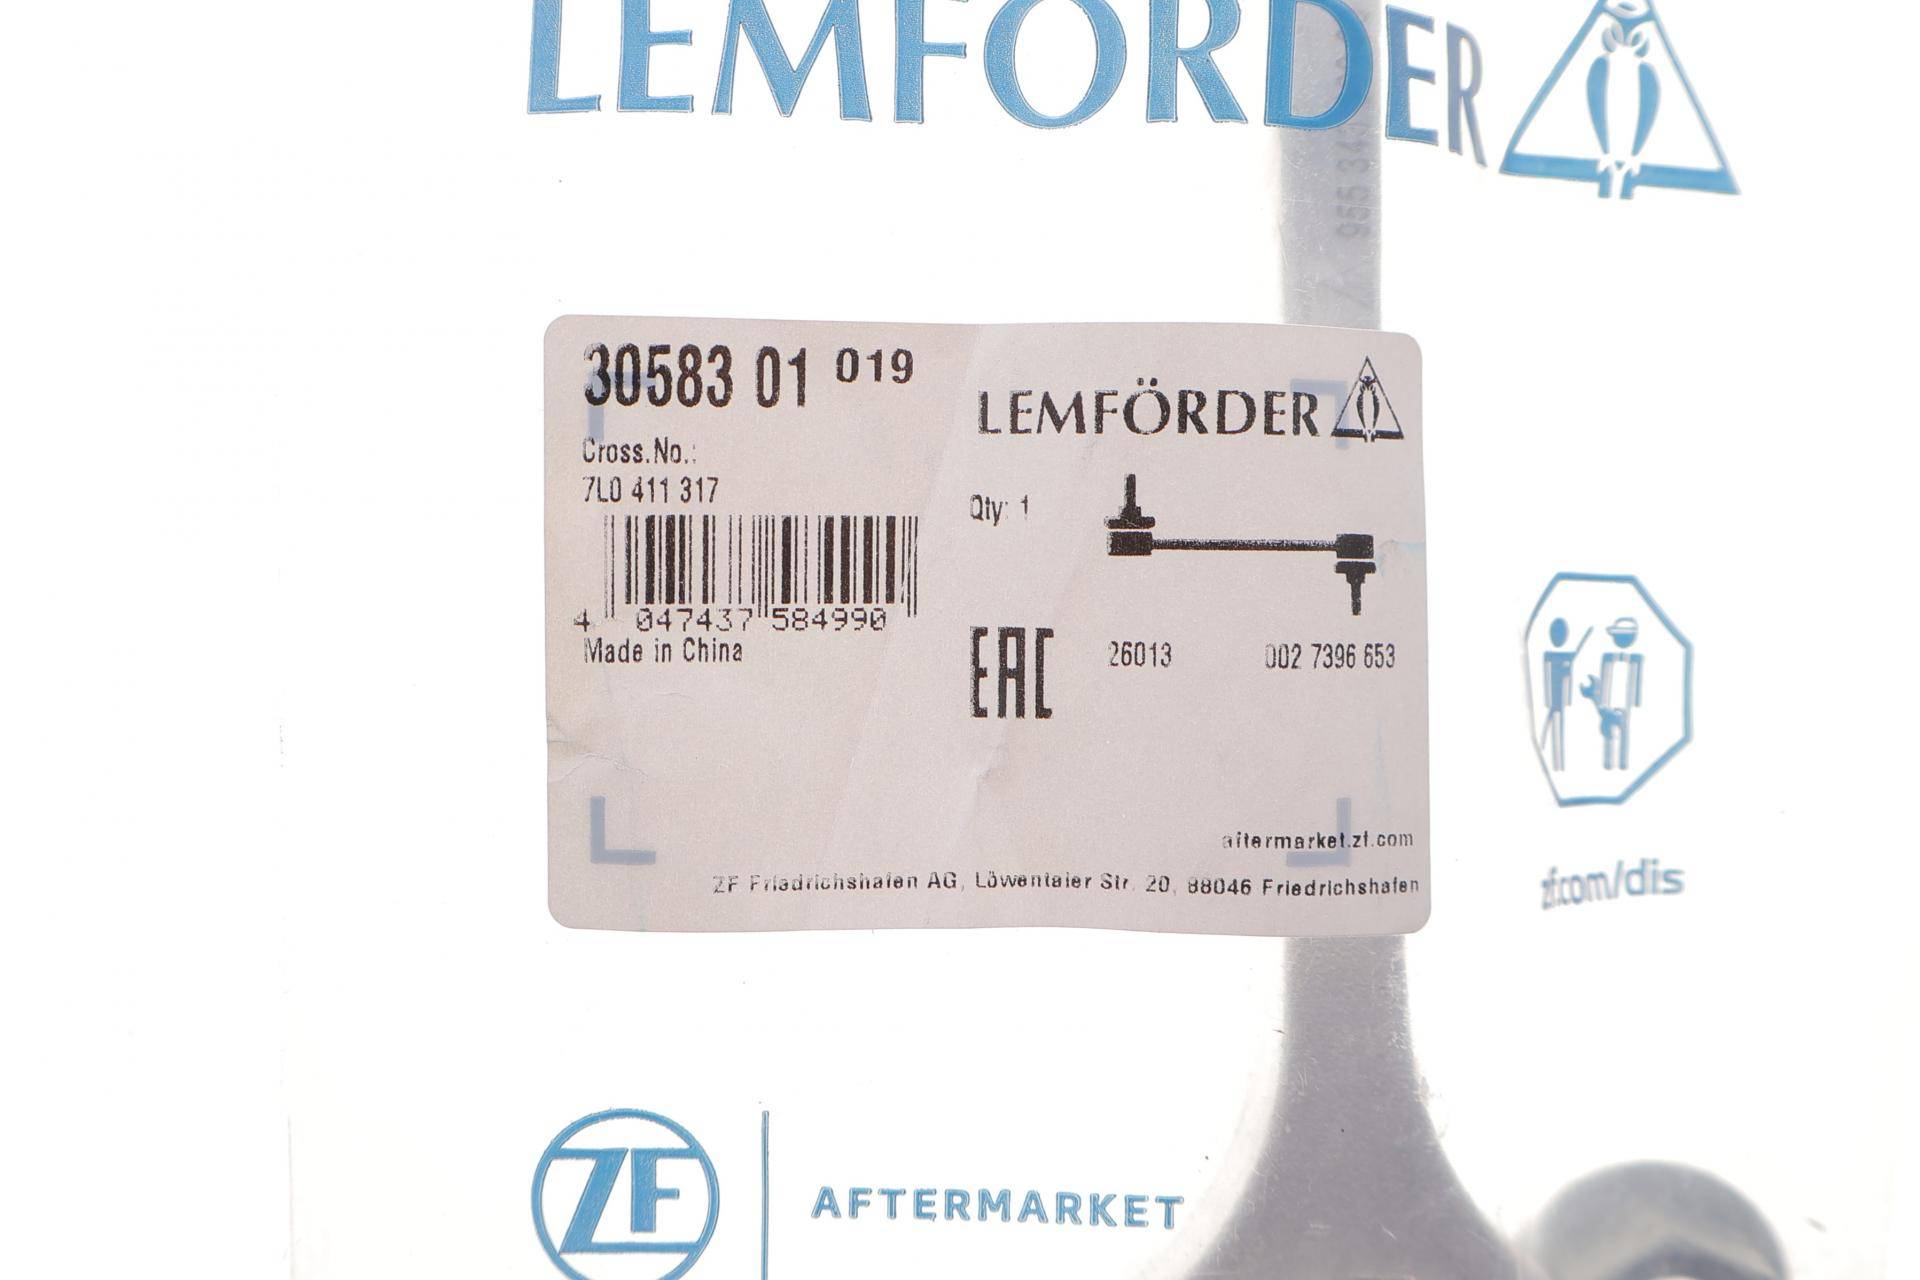 LEMFÖRDER
955 343
30583 01 019
LEMFÖRDER
Cross.No.:
7L0 411 317
Qty: 1
4 047437 584990
Made in China
EAC
26013
002 7396 653
aftermarket.zf.com
ZF Friedrichshafen AG, Löwentaler Str. 20, 88046 Friedrichshafen
zf.com/dis
ZF
AFTERMARKET